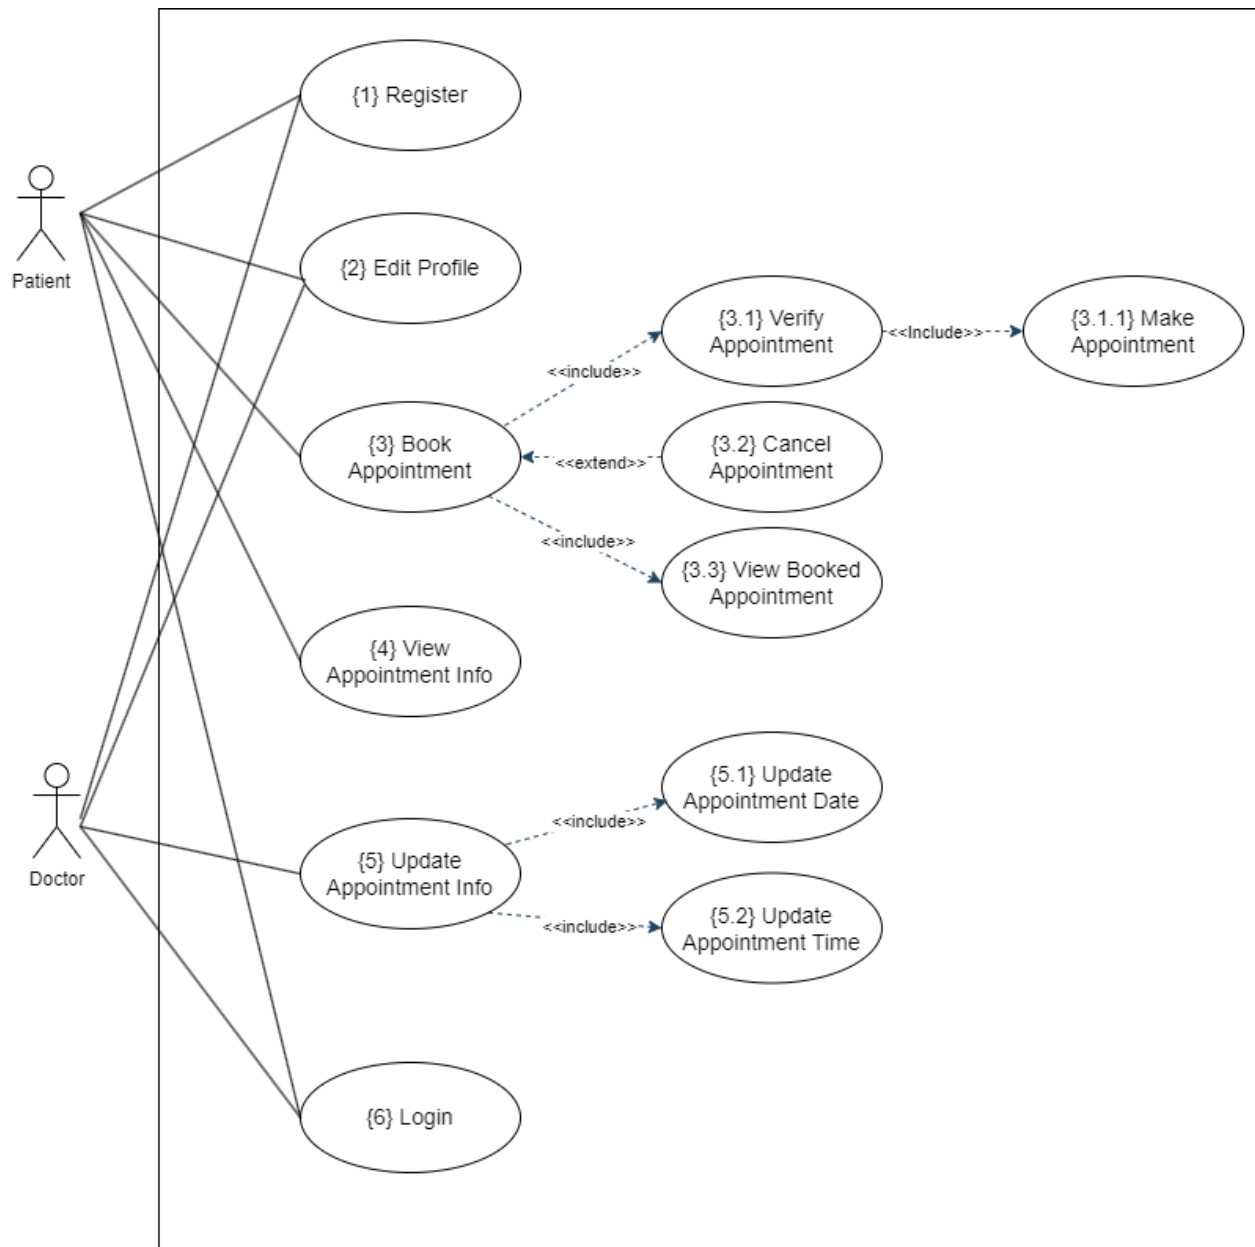 {1} Register
Patient
{2} Edit Profile
{3.1} Verify
Appointment
<<Include>>
{3.1.1} Make
Appointment
<<include>>
{3} Book
Appointment
<<extend>>
{3.2} Cancel
Appointment
<<include>>
{3.3} View Booked
Appointment
{4} View
Appointment Info
Doctor
{5.1} Update
Appointment Date
<<include>>
{5} Update
Appointment Info
<<include>>
{5.2} Update
Appointment Time
{6} Login